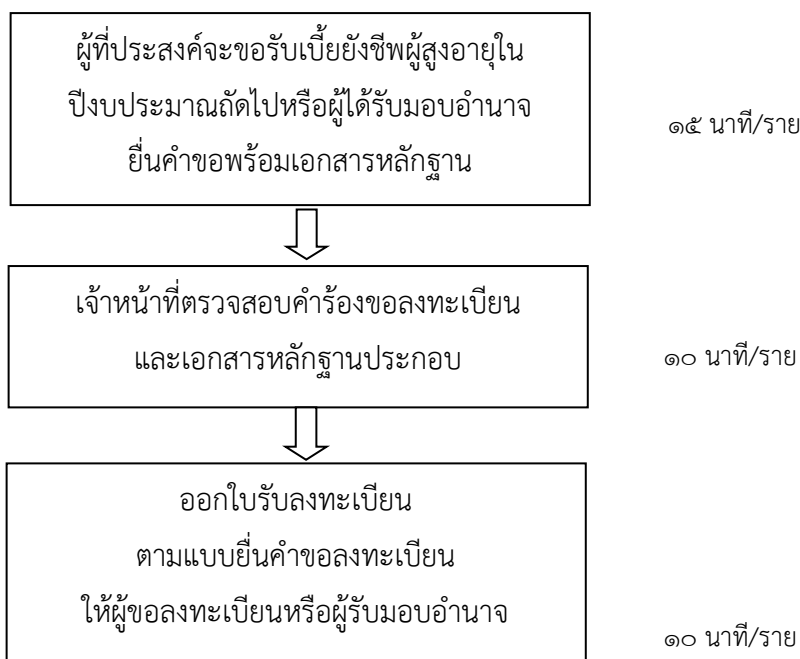 ผู้ที่ประสงค์จะขอรับเบี้ยยังชีพผู้สูงอายุใน
ปีงบประมาณถัดไปหรือผู้ได้รับมอบอำนาจ
ยื่นคำขอพร้อมเอกสารหลักฐาน
๑๕ นาที/ราย
เจ้าหน้าที่ตรวจสอบคำร้องขอลงทะเบียน
และเอกสารหลักฐานประกอบ
๑๐ นาที/ราย
ออกใบรับลงทะเบียน
ตามแบบยื่นคำขอลงทะเบียน
ให้ผู้ขอลงทะเบียนหรือผู้รับมอบอำนาจ
๑๐ นาที/ราย